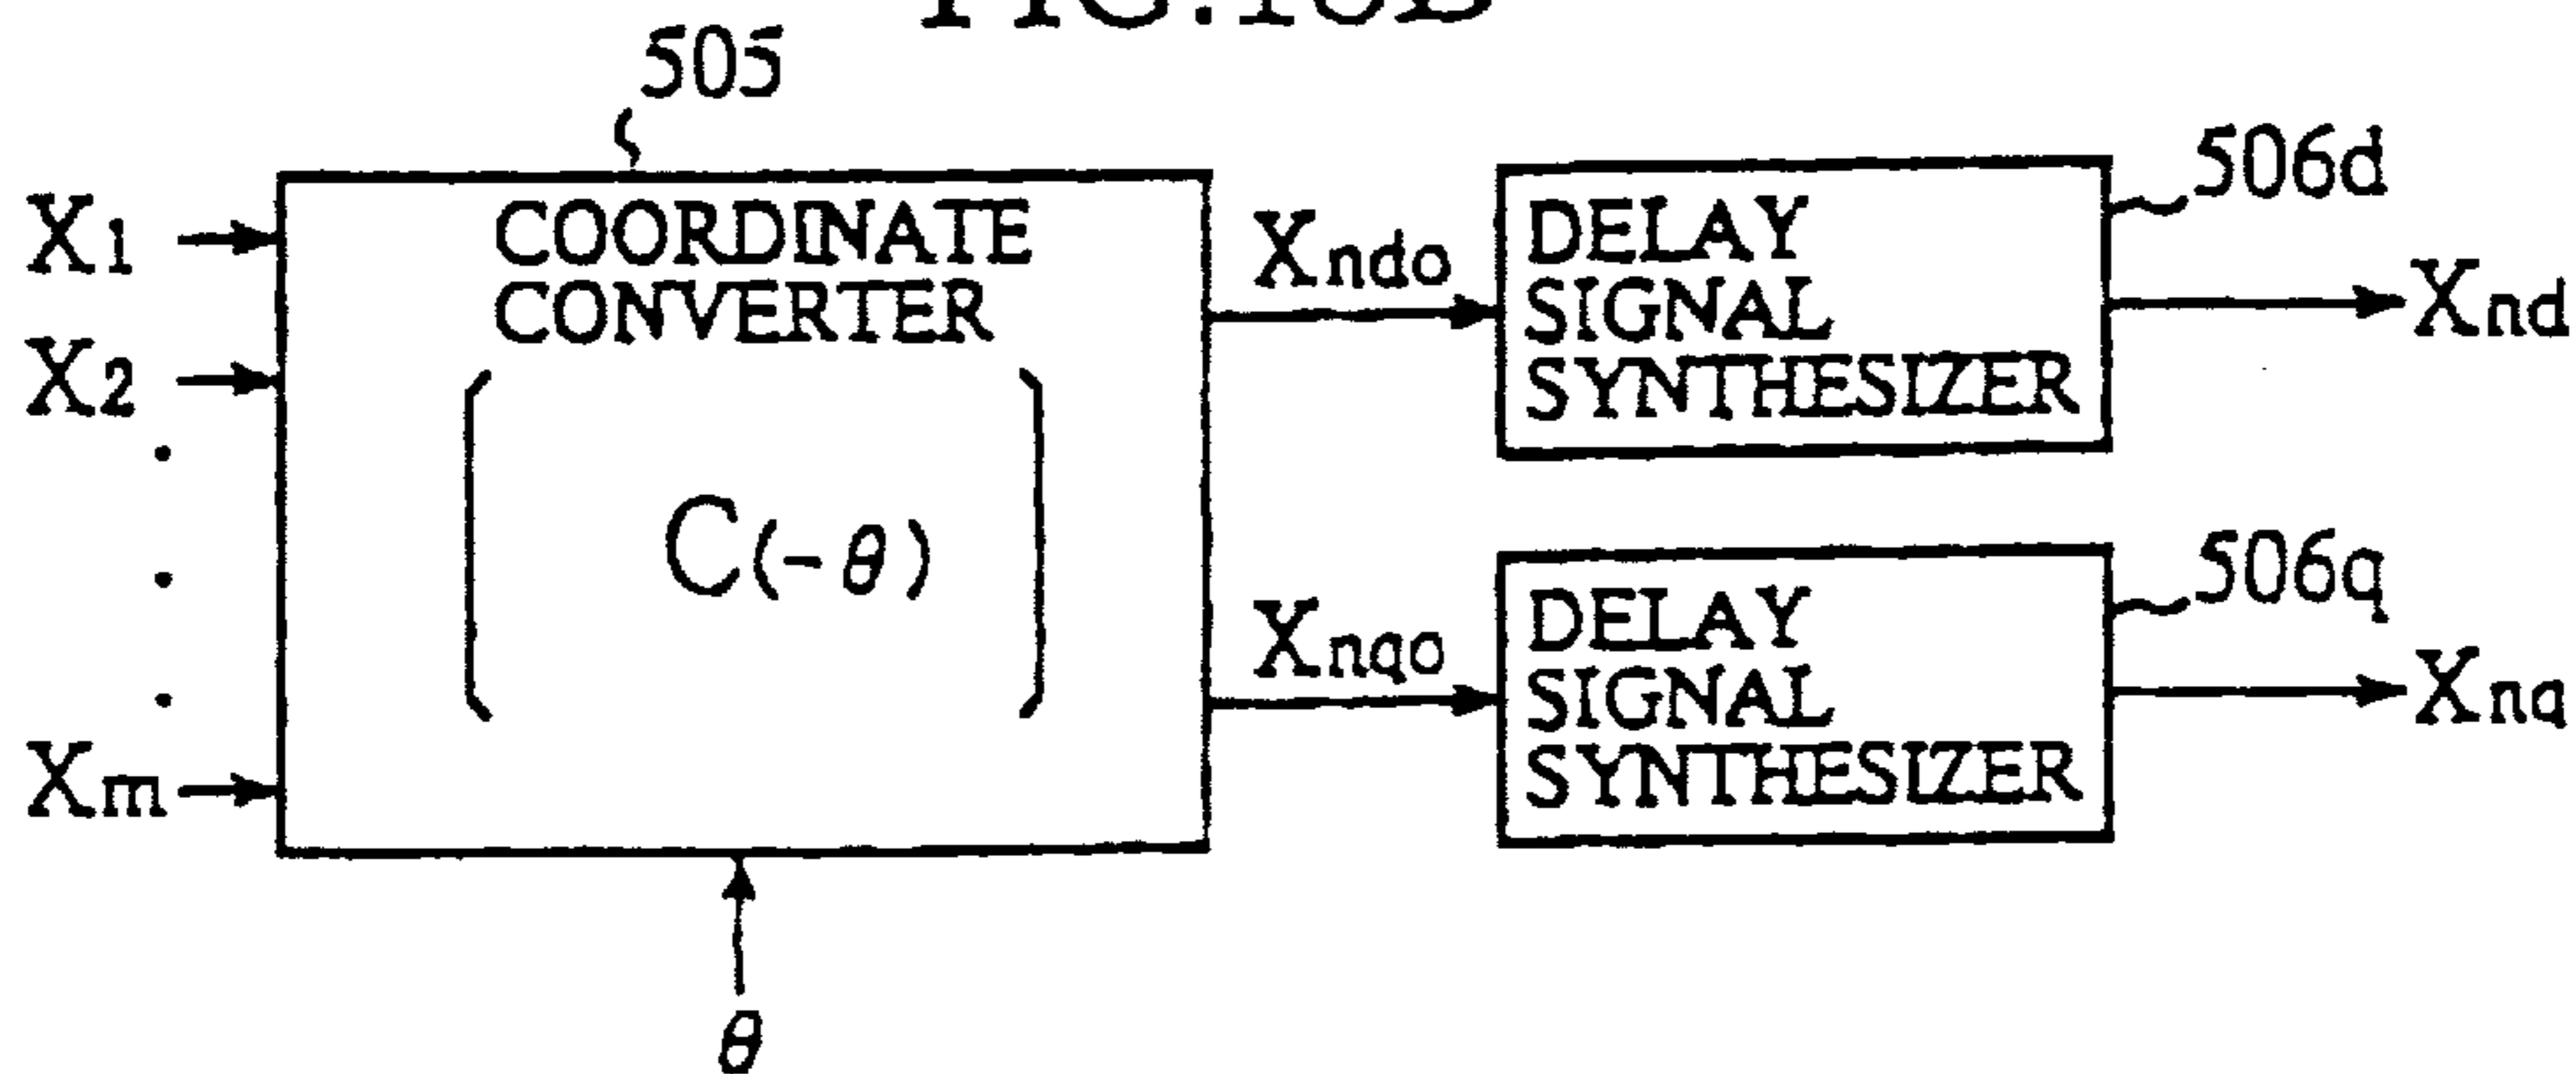 505
COORDINATE
CONVERTER
C(-θ)
X1
X2
Xm
θ
Xndo
Xnqo
DELAY
SIGNAL
SYNTHESIZER
506d
Xnd
DELAY
SIGNAL
SYNTHESIZER
506q
Xnq